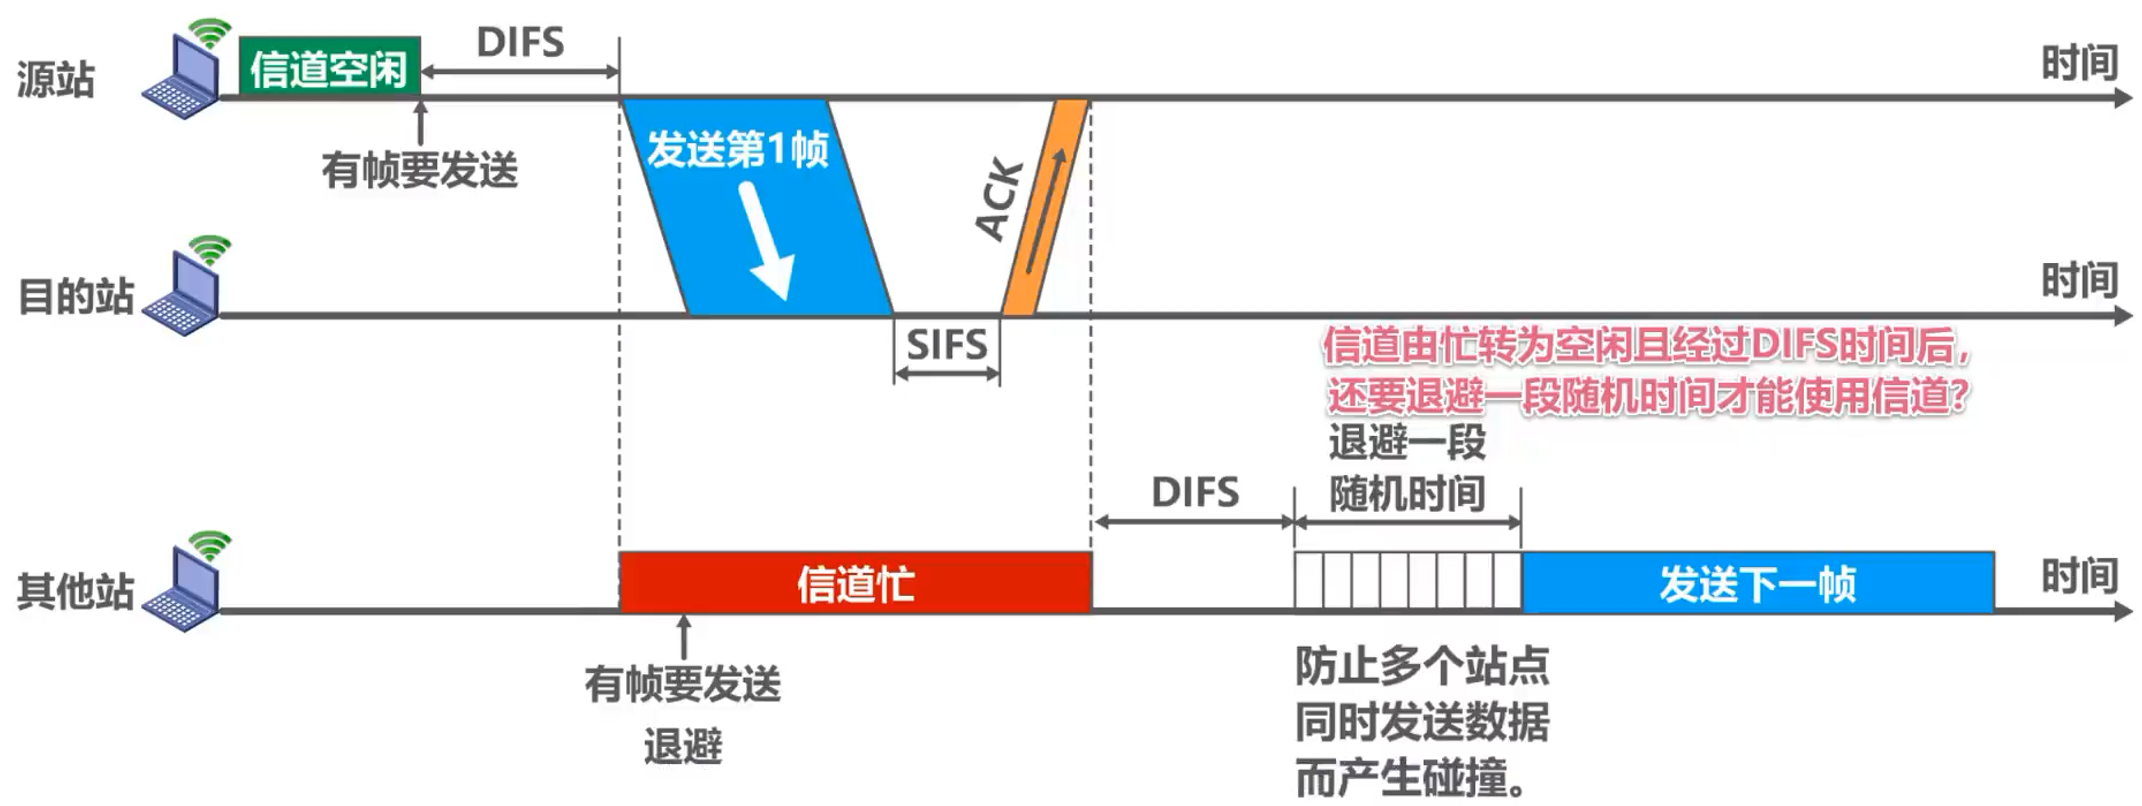 源站
信道空闲
DIFS
时间
有帧要发送
发送第1帧
ACK
目的站
时间
SIFS
信道由忙转为空闲且经过DIFS时间后，
还要退避一段随机时间才能使用信道？
退避一段
随机时间
DIFS
其他站
信道忙
发送下一帧
时间
有帧要发送
退避
防止多个站点
同时发送数据
而产生碰撞。